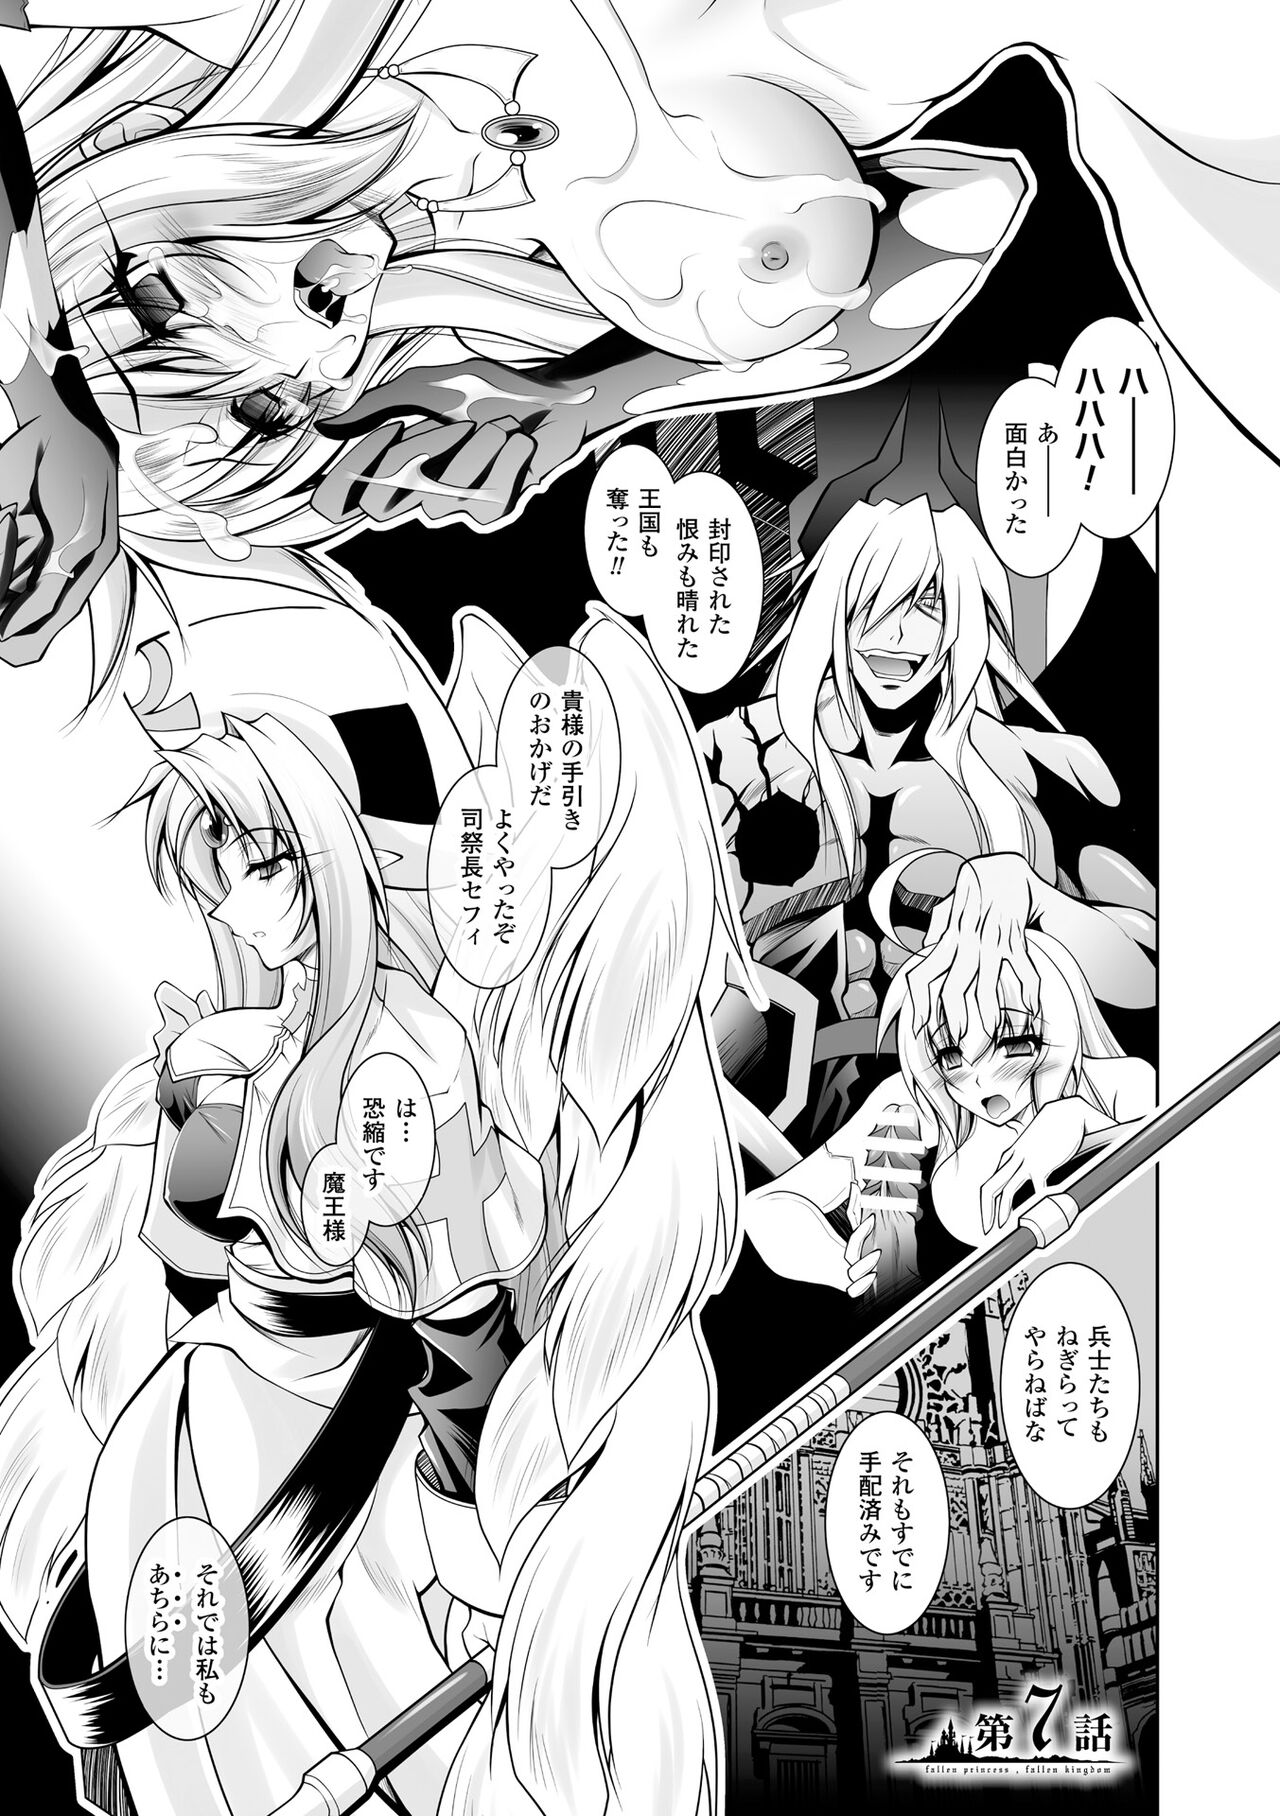 ハー
ハハハ！
あー
面白かった
封印された
恨みも晴れた
王国も
奪った!!
貴様の手引き
のおかげだ
よくやったぞ
司祭長セフィ
は…
恐縮です
魔王様
兵士たちも
ねぎらって
やらねばな
それもすでに
手配済みです
それでは私も
あちらに…
第7話
fallen princess , fallen kingdom